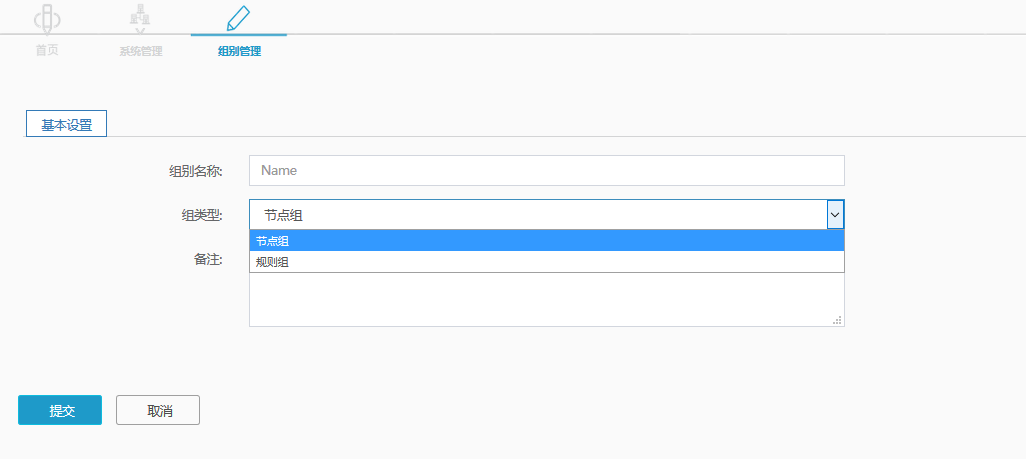 首页
系统管理
组别管理
基本设置
组别名称: Name
组类型: 节点组
节点组
备注:
规则组
提交 取消